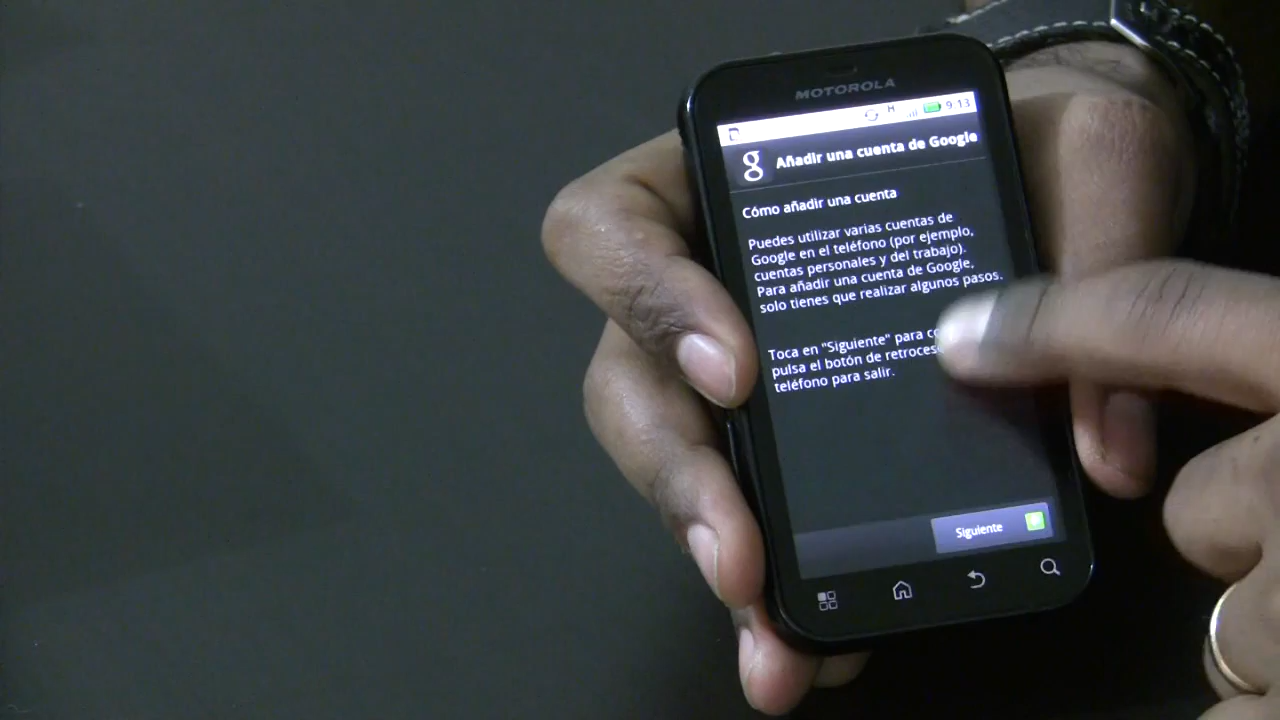 MOTOROLA
H 9:13
g Añadir una cuenta de Google
Cómo añadir una cuenta
Puedes utilizar varias cuentas de
Google en el teléfono (por ejemplo,
cuentas personales y del trabajo).
Para añadir una cuenta de Google,
solo tienes que realizar algunos pasos.
Toca en "Siguiente" para
pulsa el botón de
teléfono para salir.
Siguiente